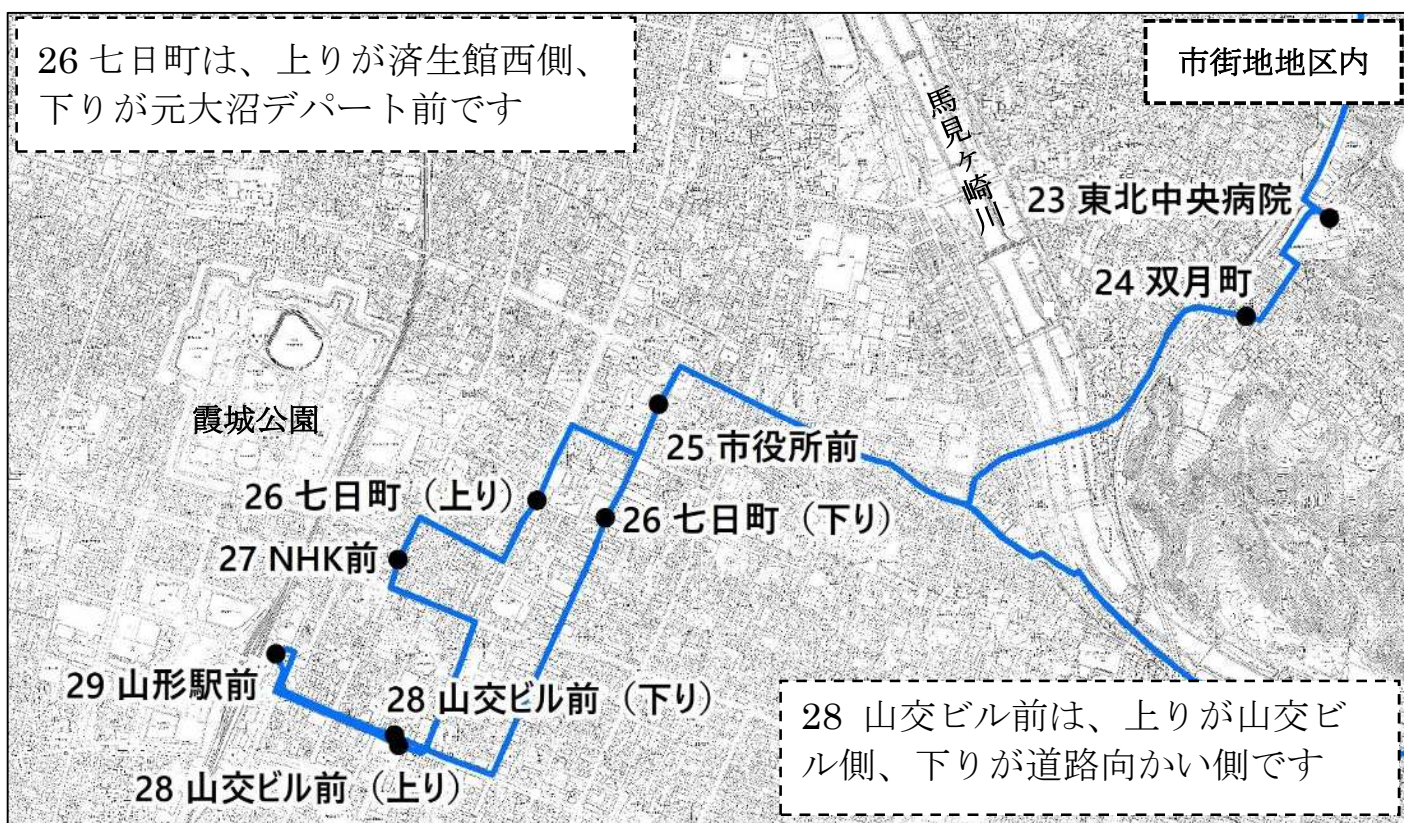 26 七日町は、上りが済生館西側、
下りが元大沼デパート前です
市街地地区内
馬見ヶ崎川
23 東北中央病院
24 双月町
霞城公園
25 市役所前
26 七日町（上り）
26 七日町（下り）
27 NHK前
29 山形駅前
28 山交ビル前（下り）
28 山交ビル前（上り）
28 山交ビル前は、上りが山交ビ
ル側、下りが道路向かい側です